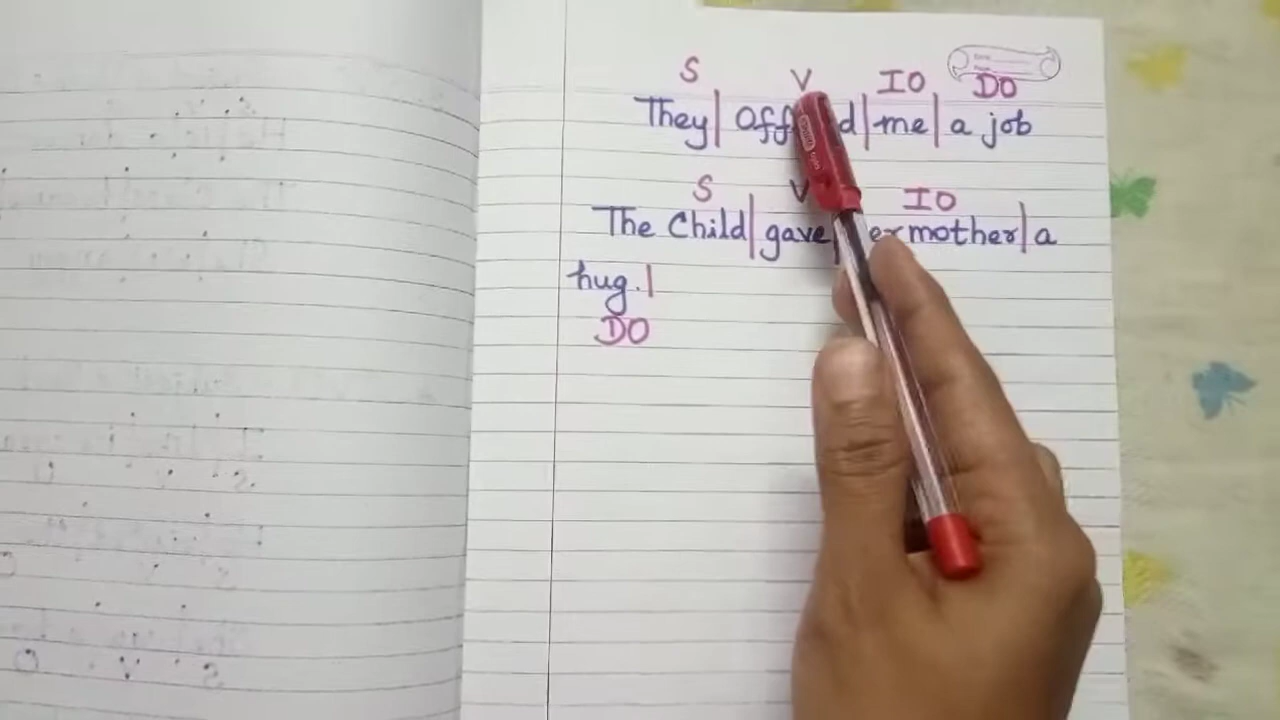 S V IO DO
They| |me| a job
S V IO
The Child| gave mother| a
hug.|
DO